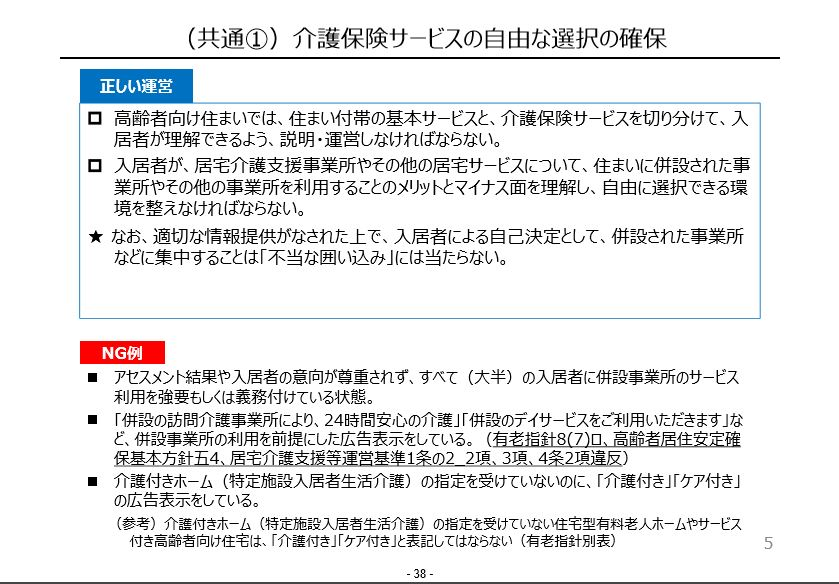 （共通①）介護保険サービスの自由な選択の確保
正しい運営
高齢者向け住まいでは、住まい付帯の基本サービスと、介護保険サービスを切り分けて、入
居者が理解できるよう、説明・運営しなければならない。
入居者が、居宅介護支援事業所やその他の居宅サービスについて、住まいに併設された事
業所やその他の事業所を利用することのメリットとマイナス面を理解し、自由に選択できる環
境を整えなければならない。
★ なお、適切な情報提供がなされた上で、入居者による自己決定として、併設された事業所
などに集中することは「不当な囲い込み」には当たらない。
NG例
■ アセスメント結果や入居者の意向が尊重されず、すべて（大半）の入居者に併設事業所のサービス
利用を強要もしくは義務付けている状態。
■ 「併設の訪問介護事業所により、24時間安心の介護」「併設のデイサービスをご利用いただきます」な
ど、併設事業所の利用を前提にした広告表示をしている。（有老指針8(7)ロ、高齢者居住安定確
保基本方針五4、居宅介護支援等運営基準1条の2_2項、3項、4条2項違反）
■ 介護付きホーム（特定施設入居者生活介護）の指定を受けていないのに、「介護付き」「ケア付き」
の広告表示をしている。
（参考）介護付きホーム（特定施設入居者生活介護）の指定を受けていない住宅型有料老人ホームやサービス
付き高齢者向け住宅は、「介護付き」「ケア付き」と表記してはならない（有老指針別表）
5
- 38 -